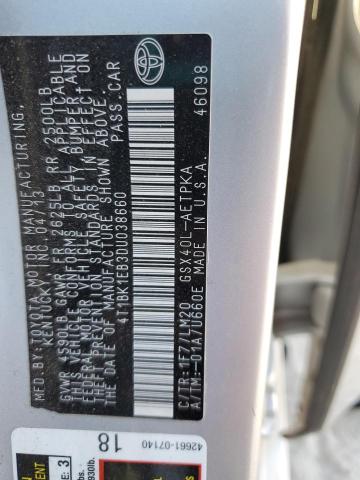 MFD BY:TOYOTA MOTOR MANUFACTURING,
KENTUCKY, INC. 04/13
GVWR 4590LB GAWR FR 2625LB RR 2500LB
THIS VEHICLE CONFORMS TO ALL APPLICABLE
FEDERAL MOTOR VEHICLE SAFETY, BUMPER, AND
THEFT PREVENTION STANDARDS IN EFFECT ON
THE DATE OF MANUFACTURE SHOWN ABOVE.
4T1BK1EB3DU038660 PASS.CAR
46098
C/TR:1F7/LM20 GSX40L-AETPKA
A/TM:-01A/U660E MADE IN U.S.A.
42661-07140
18